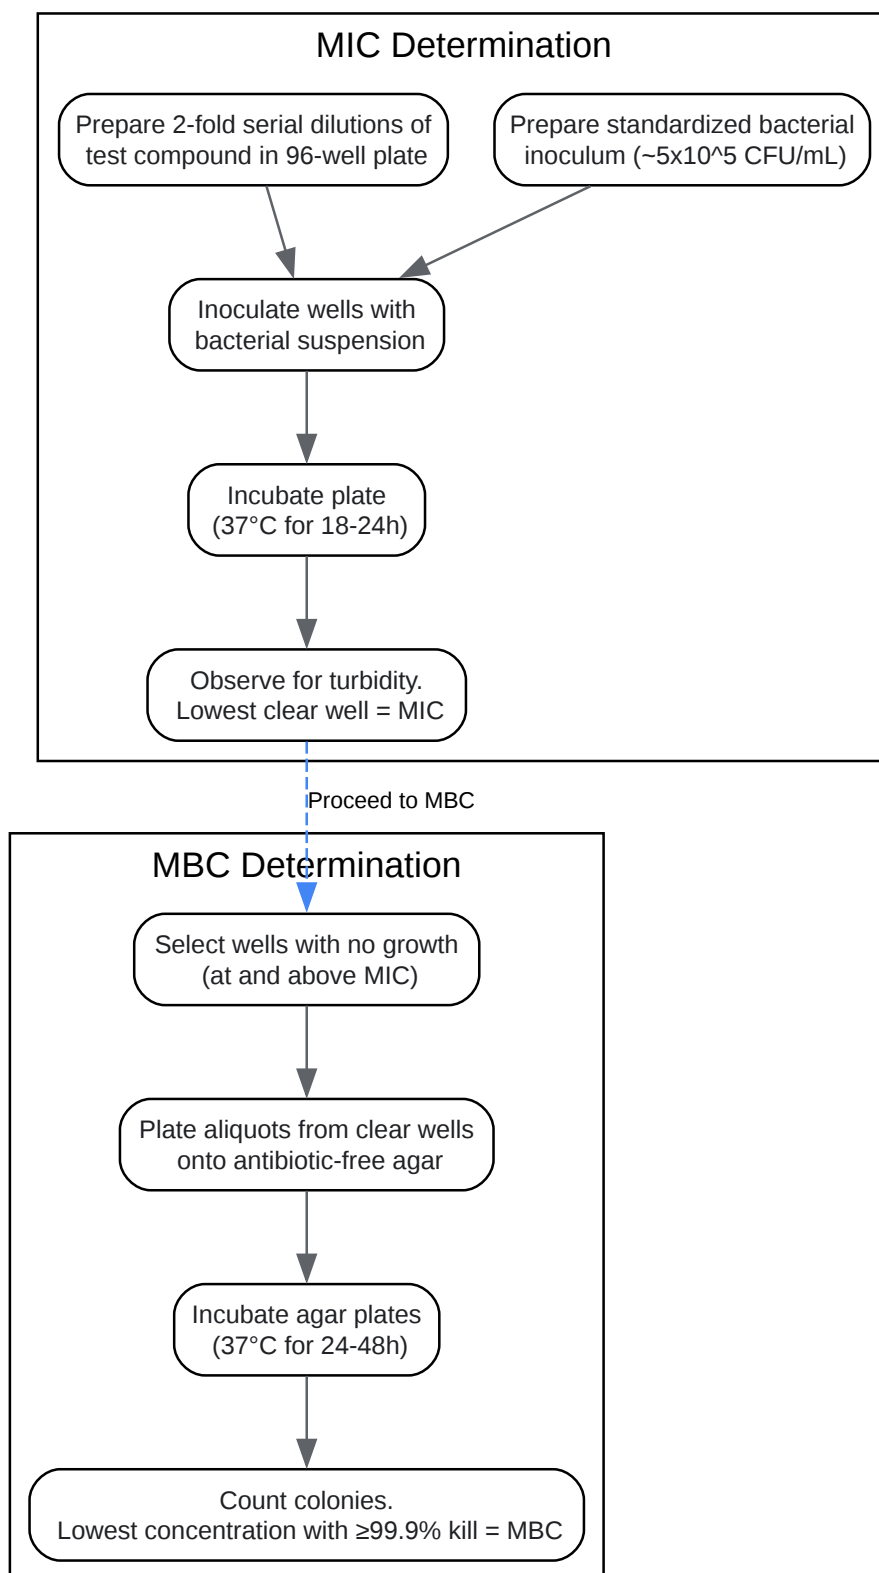 MIC Determination
Prepare 2-fold serial dilutions of
test compound in 96-well plate
Prepare standardized bacterial
inoculum (~5x10^5 CFU/mL)
Inoculate wells with
bacterial suspension
Incubate plate
(37°C for 18-24h)
Observe for turbidity.
Lowest clear well = MIC
Proceed to MBC
MBC Determination
Select wells with no growth
(at and above MIC)
Plate aliquots from clear wells
onto antibiotic-free agar
Incubate agar plates
(37°C for 24-48h)
Count colonies.
Lowest concentration with ≥99.9% kill = MBC